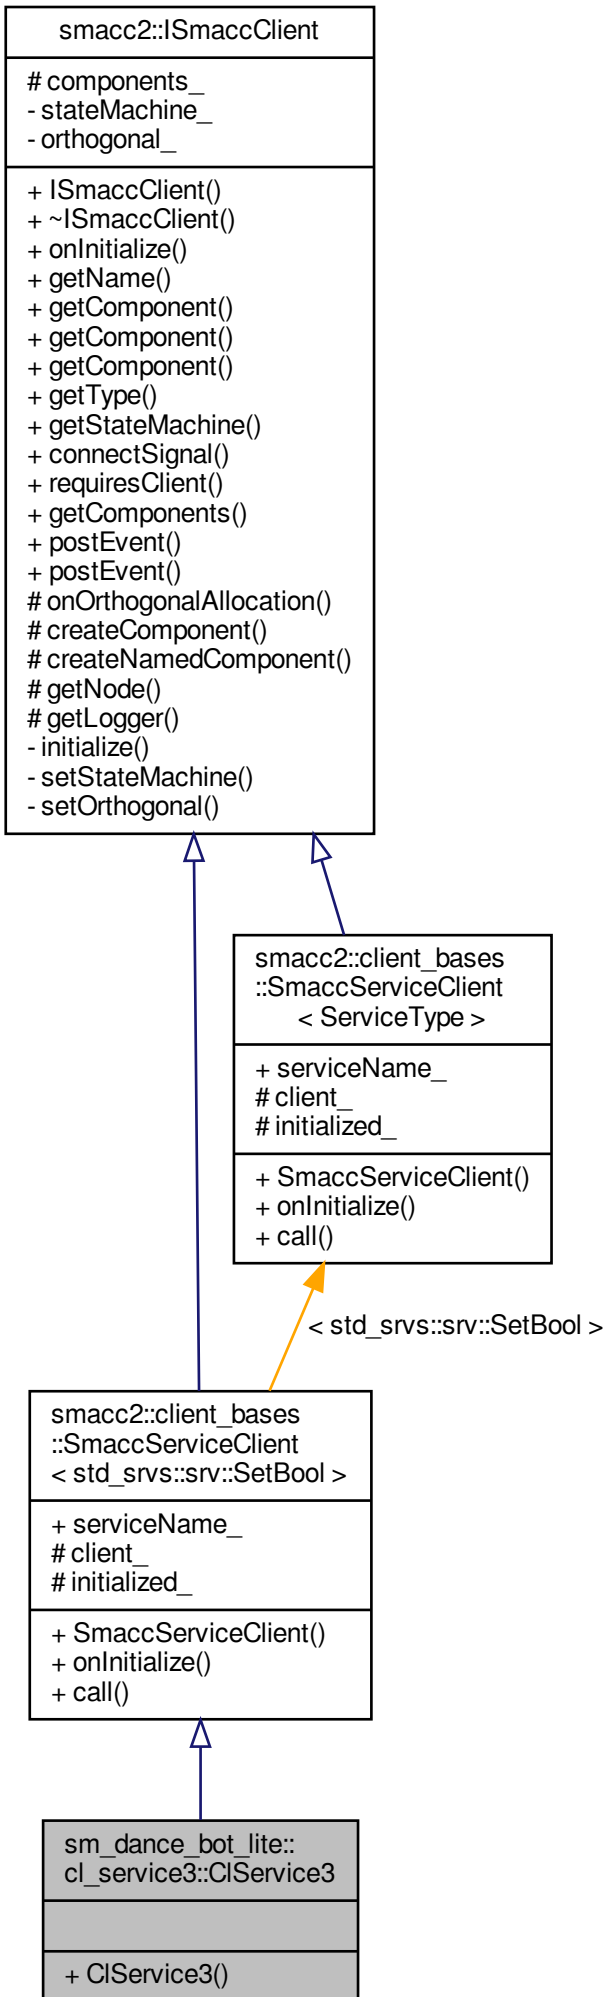 smacc2::ISmaccClient
# components_
- stateMachine_
- orthogonal_
+ ISmaccClient()
+ ~ISmaccClient()
+ onInitialize()
+ getName()
+ getComponent()
+ getComponent()
+ getComponent()
+ getType()
+ getStateMachine()
+ connectSignal()
+ requiresClient()
+ getComponents()
+ postEvent()
+ postEvent()
# onOrthogonalAllocation()
# createComponent()
# createNamedComponent()
# getNode()
# getLogger()
- initialize()
- setStateMachine()
- setOrthogonal()
smacc2::client_bases
::SmaccServiceClient
< ServiceType >
+ serviceName_
# client_
# initialized_
+ SmaccServiceClient()
+ onInitialize()
+ call()
< std_srvs::srv::SetBool >
smacc2::client_bases
::SmaccServiceClient
< std_srvs::srv::SetBool >
+ serviceName_
# client_
# initialized_
+ SmaccServiceClient()
+ onInitialize()
+ call()
sm_dance_bot_lite::
cl_service3::ClService3
+ ClService3()